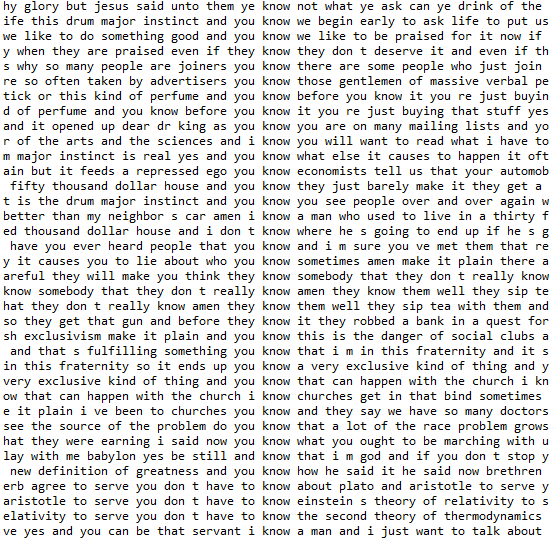 hy glory but jesus said unto them ye know not what ye ask can ye drink of the
ife this drum major instinct and you know we begin early to ask life to put us
we like to do something good and you know we like to be praised for it now if
y when they are praised even if they know they don t deserve it and even if th
s why so many people are joiners you know there are some people who just join
re so often taken by advertisers you know those gentlemen of massive verbal pe
tick or this kind of perfume and you know before you know it you re just buyin
d of perfume and you know before you know it you re just buying that stuff yes
and it opened up dear dr king as you know you are on many mailing lists and yo
r of the arts and the sciences and i know you will want to read what i have to
m major instinct is real yes and you know what else it causes to happen it oft
ain but it feeds a repressed ego you know economists tell us that your automob
fifty thousand dollar house and you know they just barely make it they get a
t is the drum major instinct and you know you see people over and over again w
better than my neighbor s car amen i know a man who used to live in a thirty f
ed thousand dollar house and i don t know where he s going to end up if he s g
have you ever heard people that you know and i m sure you ve met them that re
y it causes you to lie about who you know sometimes amen make it plain there a
areful they will make you think they know somebody that they don t really know
know somebody that they don t really know amen they know them well they sip te
hat they don t really know amen they know them well they sip tea with them and
so they get that gun and before they know it they robbed a bank in a quest for
sh exclusivism make it plain and you know this is the danger of social clubs a
and that s fulfilling something you know that i m in this fraternity and it s
in this fraternity so it ends up you know a very exclusive kind of thing and y
very exclusive kind of thing and you know that can happen with the church i kn
ow that can happen with the church i know churches get in that bind sometimes
e it plain i ve been to churches you know and they say we have so many doctors
see the source of the problem do you know that a lot of the race problem grows
hat they were earning i said now you know what you ought to be marching with u
lay with me babylon yes be still and know that i m god and if you don t stop y
new definition of greatness and you know how he said it he said now brethren
erb agree to serve you don t have to know about plato and aristotle to serve y
aristotle to serve you don t have to know einstein s theory of relativity to s
elativity to serve you don t have to know the second theory of thermodynamics
ve yes and you can be that servant i know a man and i just want to talk about